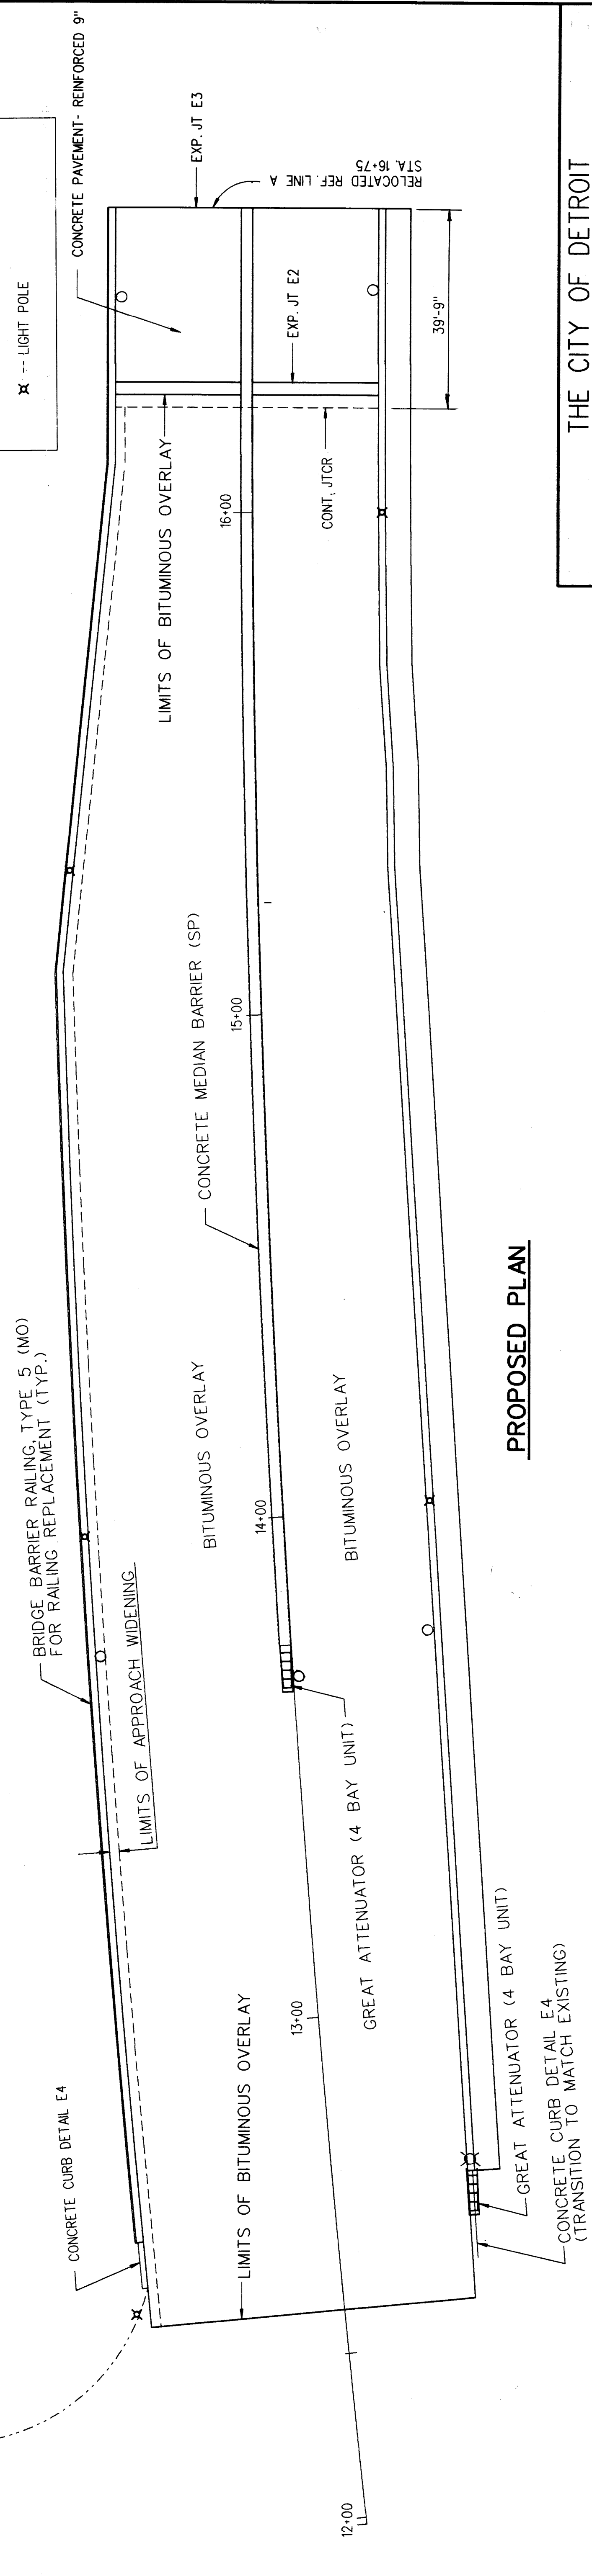 ¤ -- LIGHT POLE
CONCRETE PAVEMENT- REINFORCED 9"
EXP. JT E3
RELOCATED REF. LINE A
STA. 16+75
EXP. JT E2
39'-9"
LIMITS OF BITUMINOUS OVERLAY
CONT. JTCR
16+00
CONCRETE MEDIAN BARRIER (SP)
15+00
BRIDGE BARRIER RAILING, TYPE 5 (MO)
FOR RAILING REPLACEMENT (TYP.)
BITUMINOUS OVERLAY
BITUMINOUS OVERLAY
14+00
LIMITS OF APPROACH WIDENING
GREAT ATTENUATOR (4 BAY UNIT)
13+00
CONCRETE CURB DETAIL E4
LIMITS OF BITUMINOUS OVERLAY
GREAT ATTENUATOR (4 BAY UNIT)
CONCRETE CURB DETAIL E4
(TRANSITION TO MATCH EXISTING)
12+00
PROPOSED PLAN
THE CITY OF DETROIT